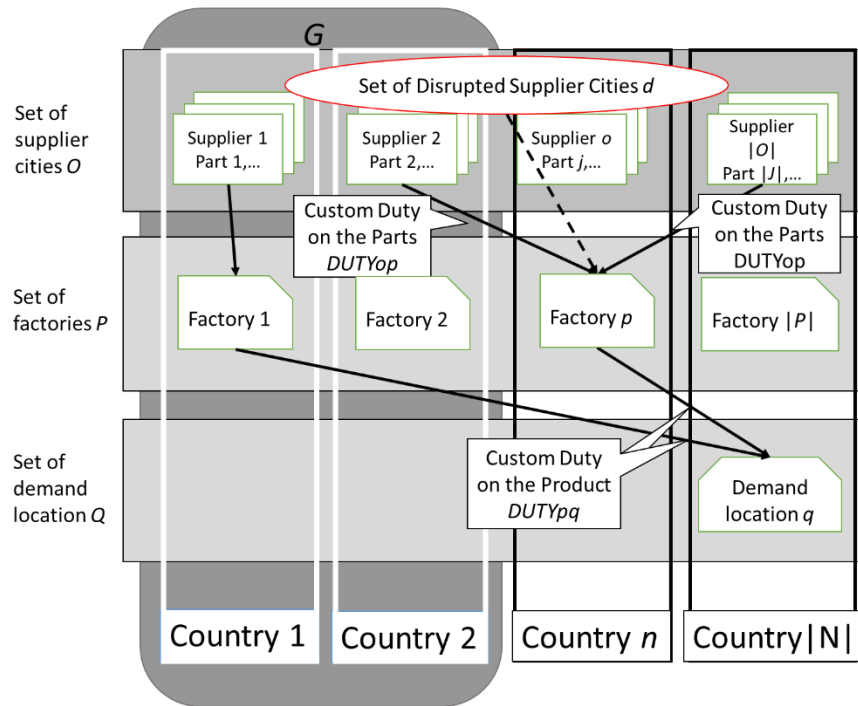 G
Set of Disrupted Supplier Cities d
Set of
supplier
cities O
Supplier 1
Part 1,...
Supplier 2
Part 2,...
Supplier o
Part j,...
Supplier
|O|
Part |J|,...
Custom Duty
on the Parts
DUTYop
Custom Duty
on the Parts
DUTYop
Set of
factories P
Factory 1
Factory 2
Factory p
Factory |P|
Set of
demand
location Q
Custom Duty
on the Product
DUTYpq
Demand
location q
Country 1
Country 2
Country n
Country|N|